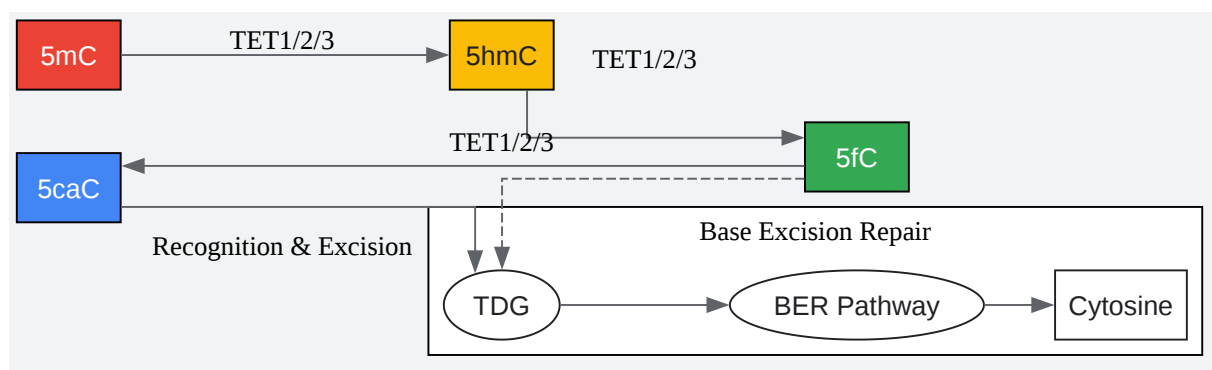 5mC
TET1/2/3
5hmC
TET1/2/3
TET1/2/3
5fC
5caC
Recognition & Excision
Base Excision Repair
TDG
BER Pathway
Cytosine